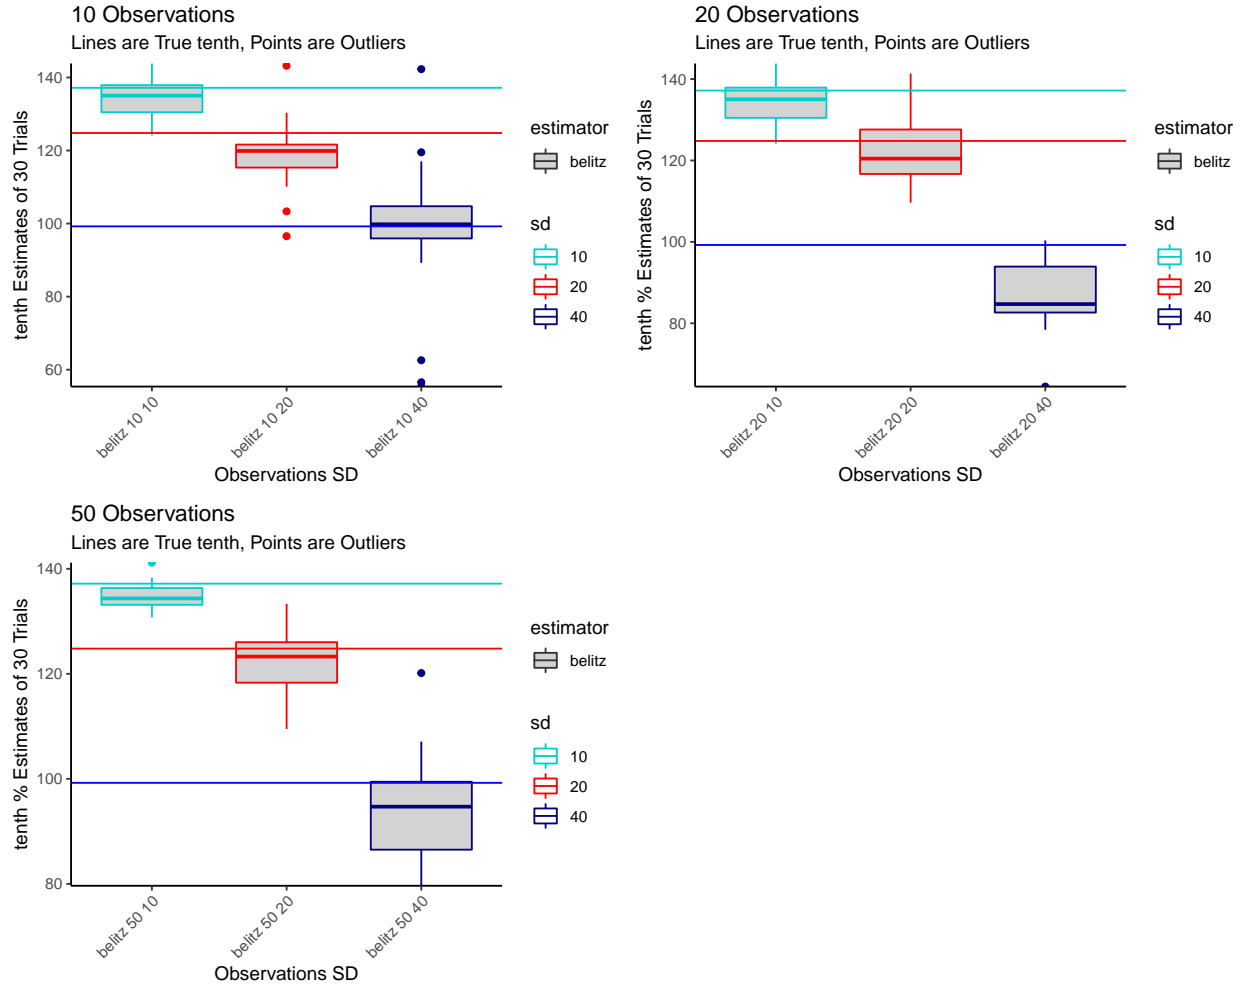 10 Observations
Lines are True tenth, Points are Outliers
tenth Estimates of 30 Trials
140
120
100
80
60
belitz 10 10
belitz 10 20
belitz 10 40
Observations SD
estimator
belitz
sd
10
20
40
20 Observations
Lines are True tenth, Points are Outliers
tenth % Estimates of 30 Trials
140
120
100
80
belitz 20 10
belitz 20 20
belitz 20 40
Observations SD
estimator
belitz
sd
10
20
40
50 Observations
Lines are True tenth, Points are Outliers
tenth % Estimates of 30 Trials
140
120
100
80
belitz 50 10
belitz 50 20
belitz 50 40
Observations SD
estimator
belitz
sd
10
20
40